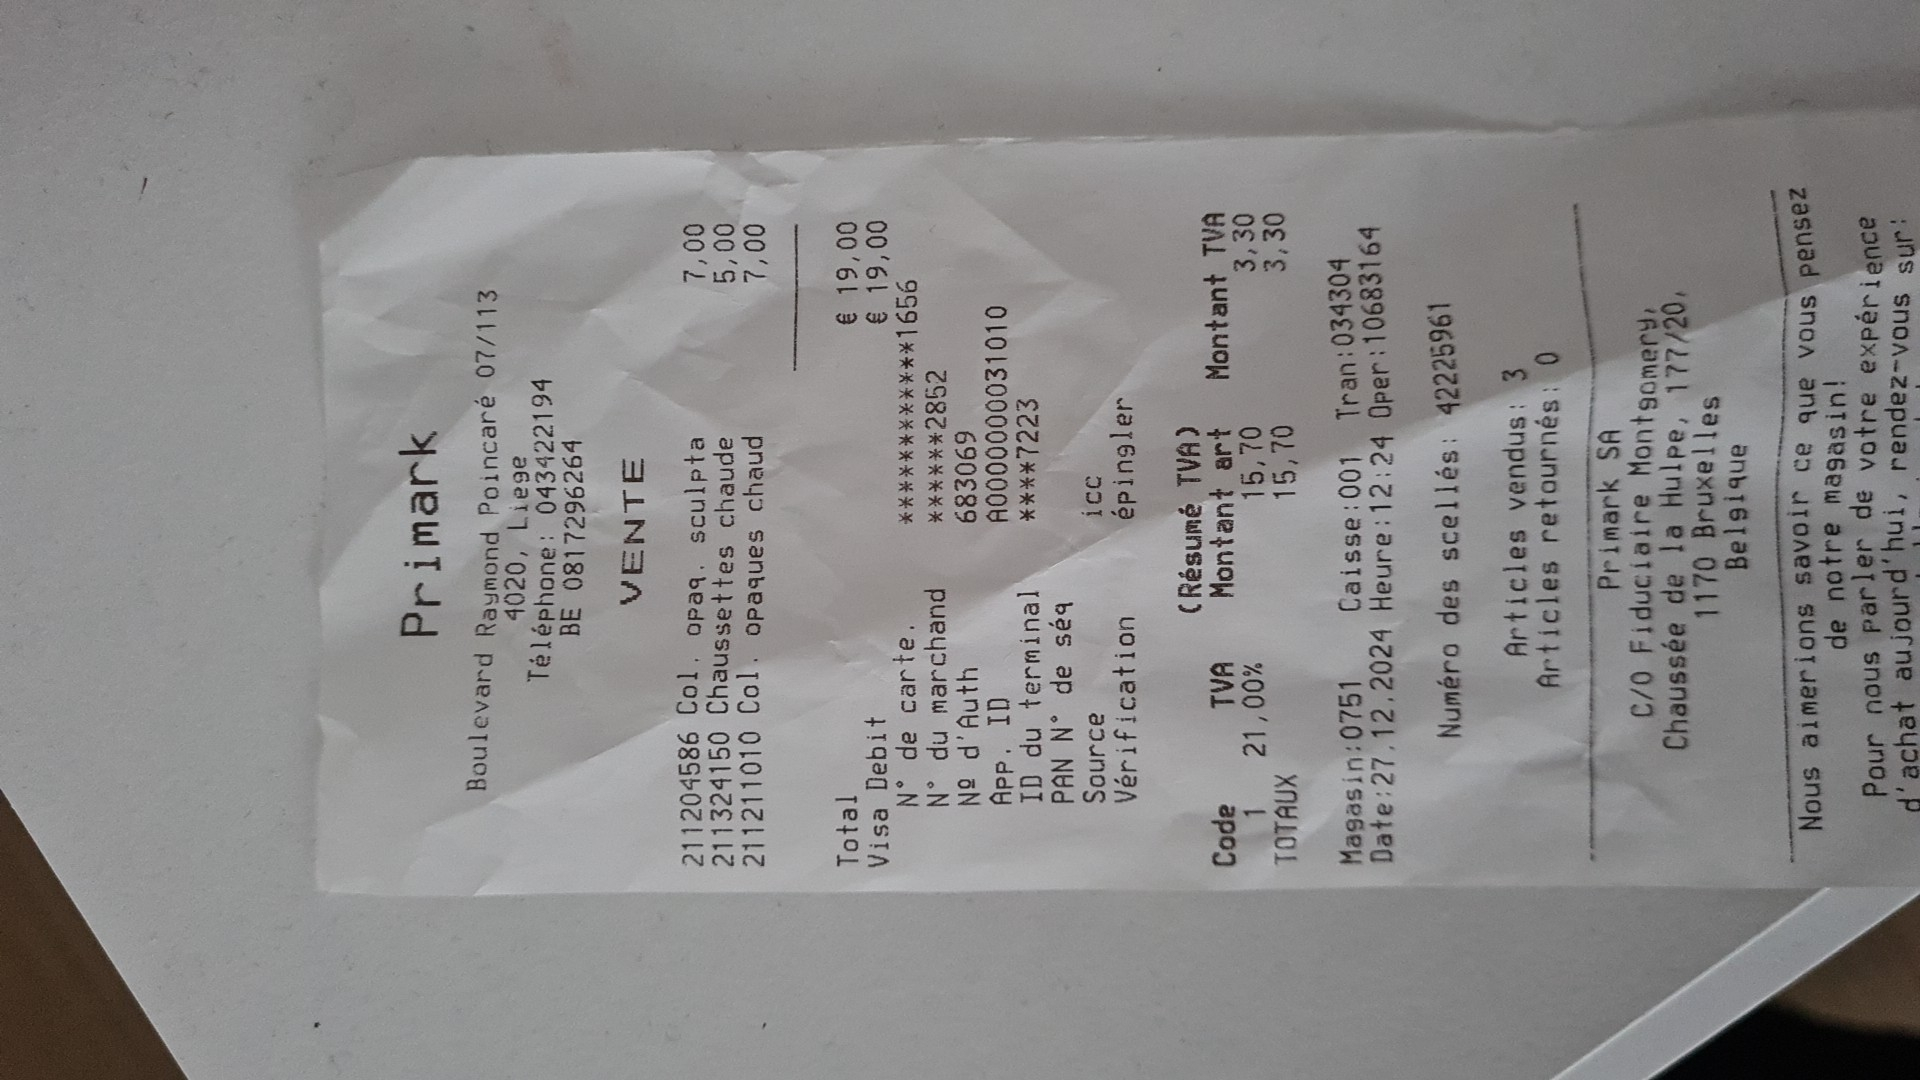 Primark
Boulevard Raymond Poincaré 07/113
4020, Liege
Téléphone: 043422194
BE 0817296264
VENTE
211204586 Col. opaq. sculpta 7,00
211324150 Chaussettes chaude 5,00
211211010 Col. opaques chaud 7,00
Total € 19,00
Visa Debit € 19,00
N° de carte. ************1656
N° du marchand ******2852
Nº d'Auth 683069
App. ID A0000000031010
ID du terminal ****7223
PAN N° de séq
Source icc
Vérification épingler
(Résumé TVA)
Code TVA Montant art Montant TVA
1 21,00% 15,70 3,30
TOTAUX 15,70 3,30
Magasin:0751 Caisse:001 Tran:034304
Date:27.12.2024 Heure:12:24 Oper:10683164
Numéro des scellés: 42225961
Articles vendus: 3
Articles retournés: 0
Primark SA
C/O Fiduciaire Montgomery,
Chaussée de la Hulpe, 177/20,
1170 Bruxelles
Belgique
Nous aimerions savoir ce que vous pensez
de notre magasin!
Pour nous parler de votre expérience
d'achat aujourd'hui, rendez-vous sur: